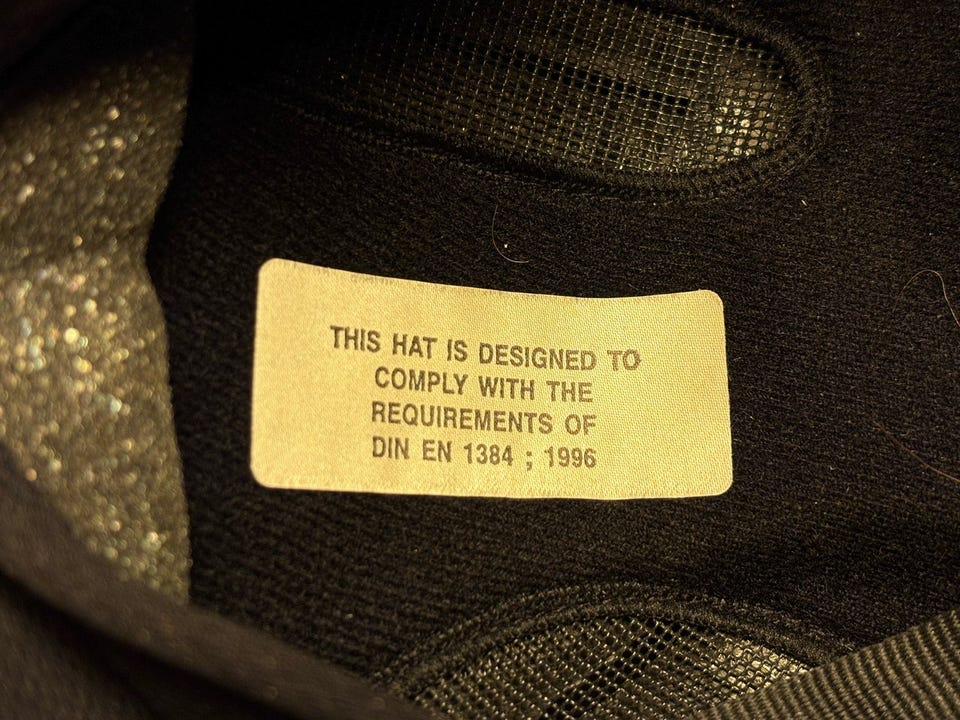 THIS HAT IS DESIGNED TO
COMPLY WITH THE
REQUIREMENTS OF
DIN EN 1384 ; 1996